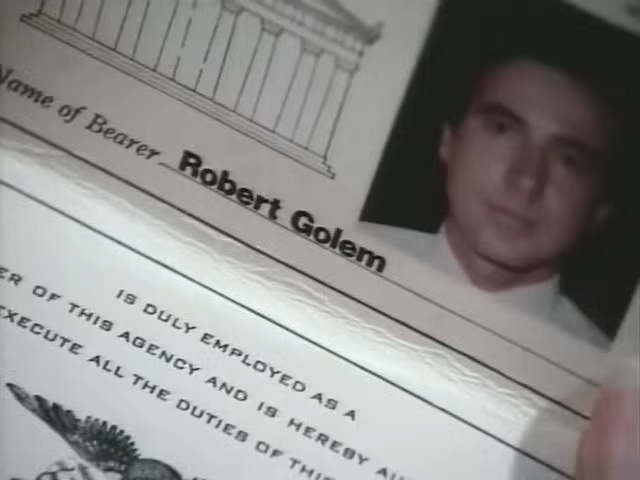 Name of Bearer Robert Golem
IS DULY EMPLOYED AS A
ER OF THIS AGENCY AND IS HEREBY AU
EXECUTE ALL THE DUTIES OF THIS